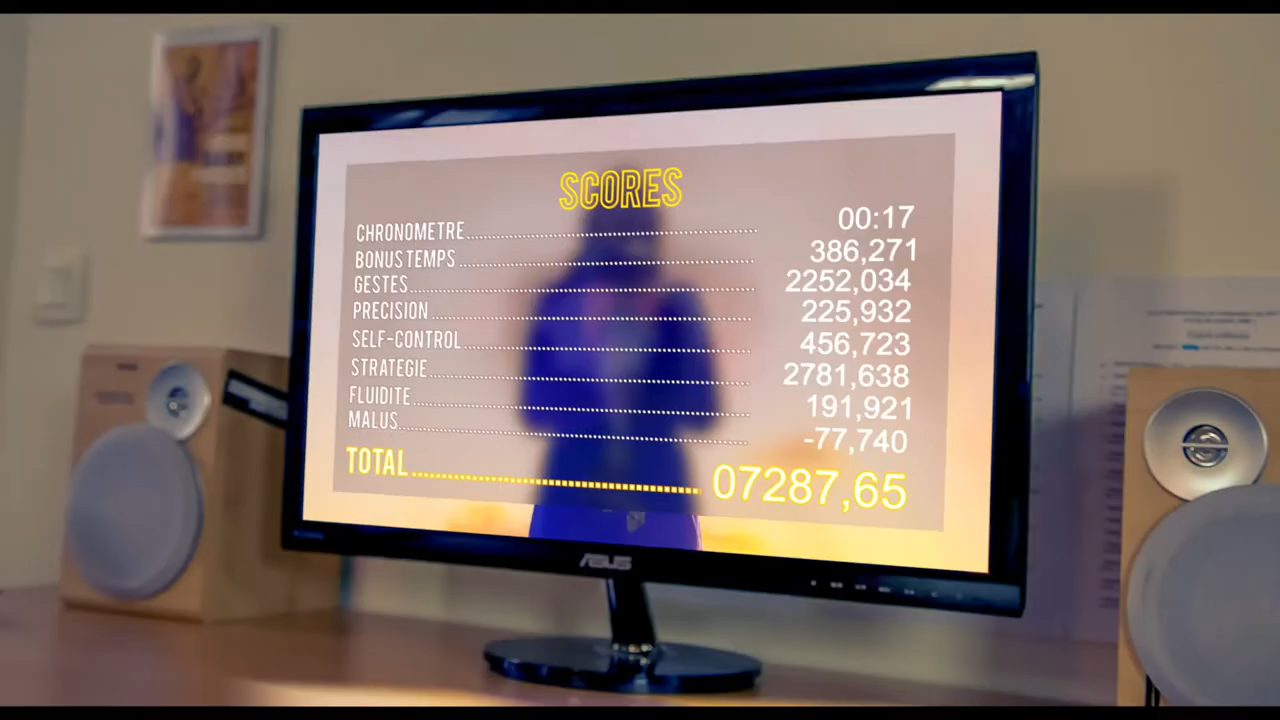 SCORES
CHRONOMETRE 00:17
BONUS TEMPS 386,271
GESTES 2252,034
PRECISION 225,932
SELF-CONTROL 456,723
STRATEGIE 2781,638
FLUIDITE 191,921
MALUS -77,740
TOTAL 07287,65
ASUS